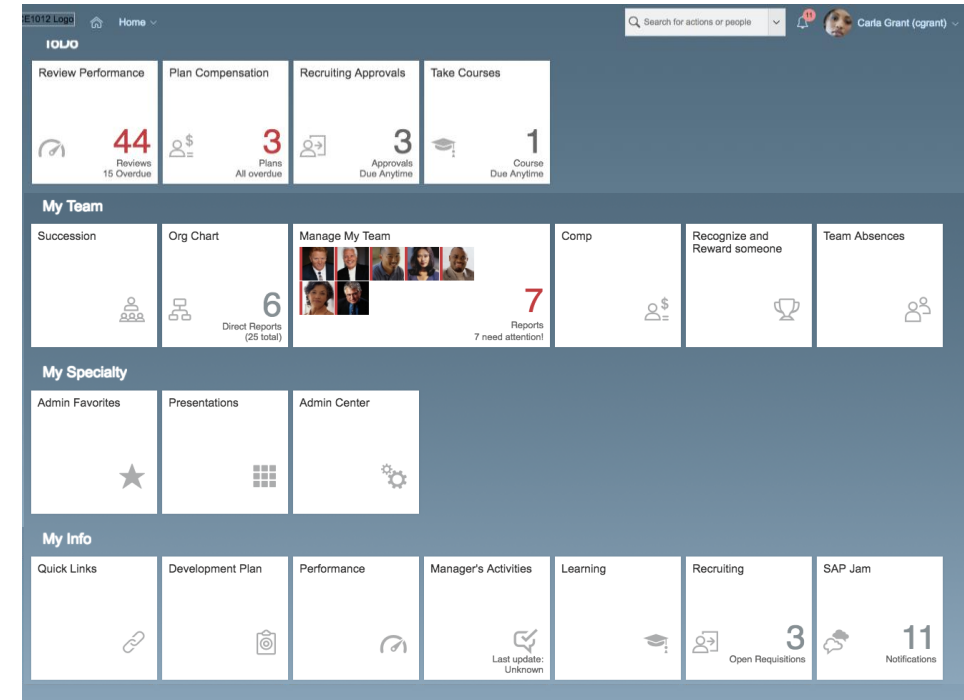 E1012 Logo
Home
Search for actions or people
11
Carla Grant (cgrant)
ToDo
Review Performance
44
Reviews
15 Overdue
Plan Compensation
3
Plans
All overdue
Recruiting Approvals
3
Approvals
Due Anytime
Take Courses
1
Course
Due Anytime
My Team
Succession
Org Chart
6
Direct Reports
(25 total)
Manage My Team
7
Reports
7 need attention!
Comp
Recognize and
Reward someone
Team Absences
My Specialty
Admin Favorites
Presentations
Admin Center
My Info
Quick Links
Development Plan
Performance
Manager's Activities
Last update:
Unknown
Learning
Recruiting
3
Open Requisitions
SAP Jam
11
Notifications